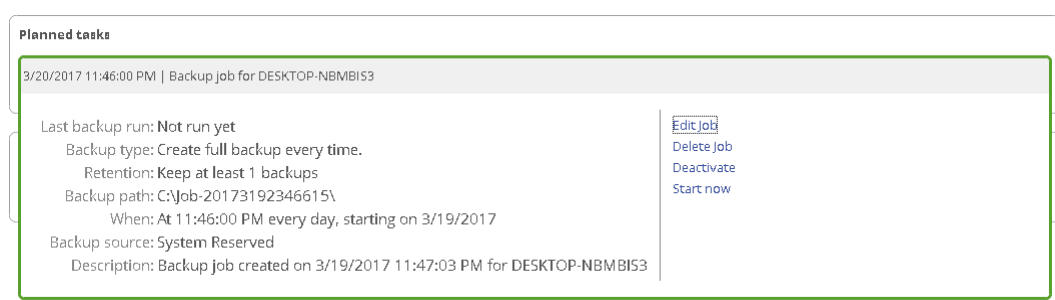 Planned tasks
3/20/2017 11:46:00 PM | Backup job for DESKTOP-NBMBIS3
Last backup run: Not run yet
Backup type: Create full backup every time.
Retention: Keep at least 1 backups
Backup path: C:\Job-20173192346615\
When: At 11:46:00 PM every day, starting on 3/19/2017
Backup source: System Reserved
Description: Backup job created on 3/19/2017 11:47:03 PM for DESKTOP-NBMBIS3
Edit Job
Delete Job
Deactivate
Start now